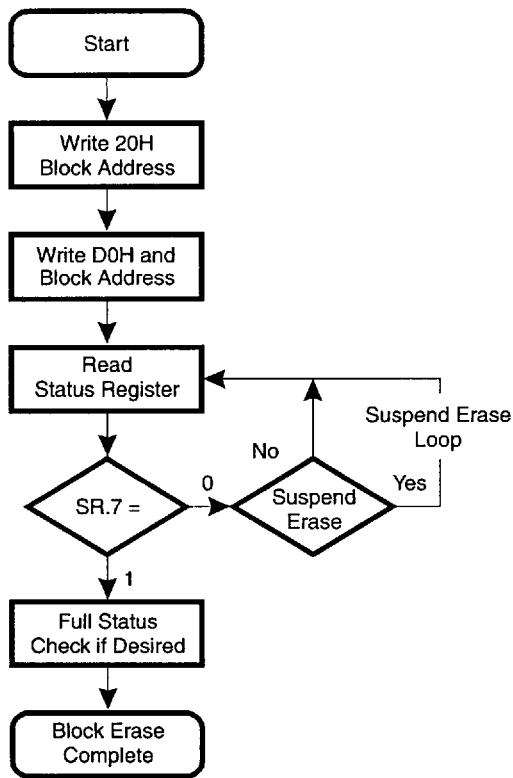 Start
Write 20H
Block Address
Write D0H and
Block Address
Read
Status Register
Suspend Erase
Loop
No
Yes
0
SR.7 =
Suspend
Erase
1
Full Status
Check if Desired
Block Erase
Complete